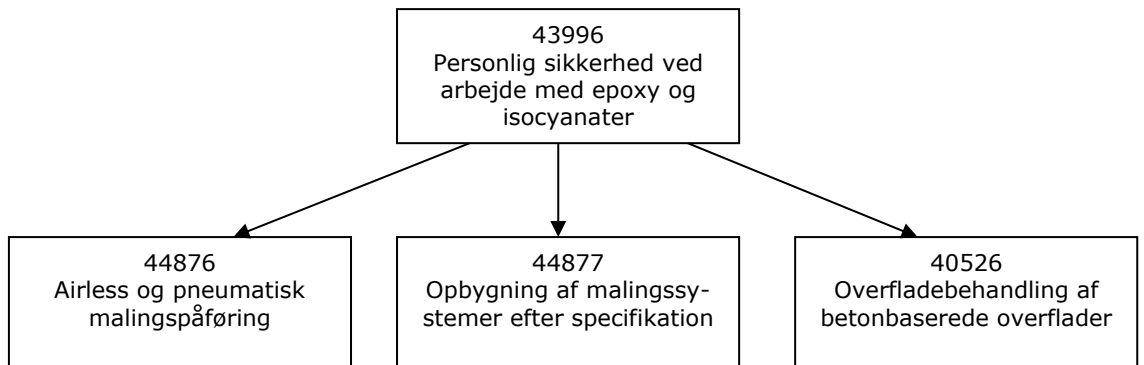 43996
Personlig sikkerhed ved
arbejde med epoxy og
isocyanater
44876
Airless og pneumatisk
malingspåføring
44877
Opbygning af malingssy-
stemer efter specifikation
40526
Overfladebehandling af
betonbaserede overflader